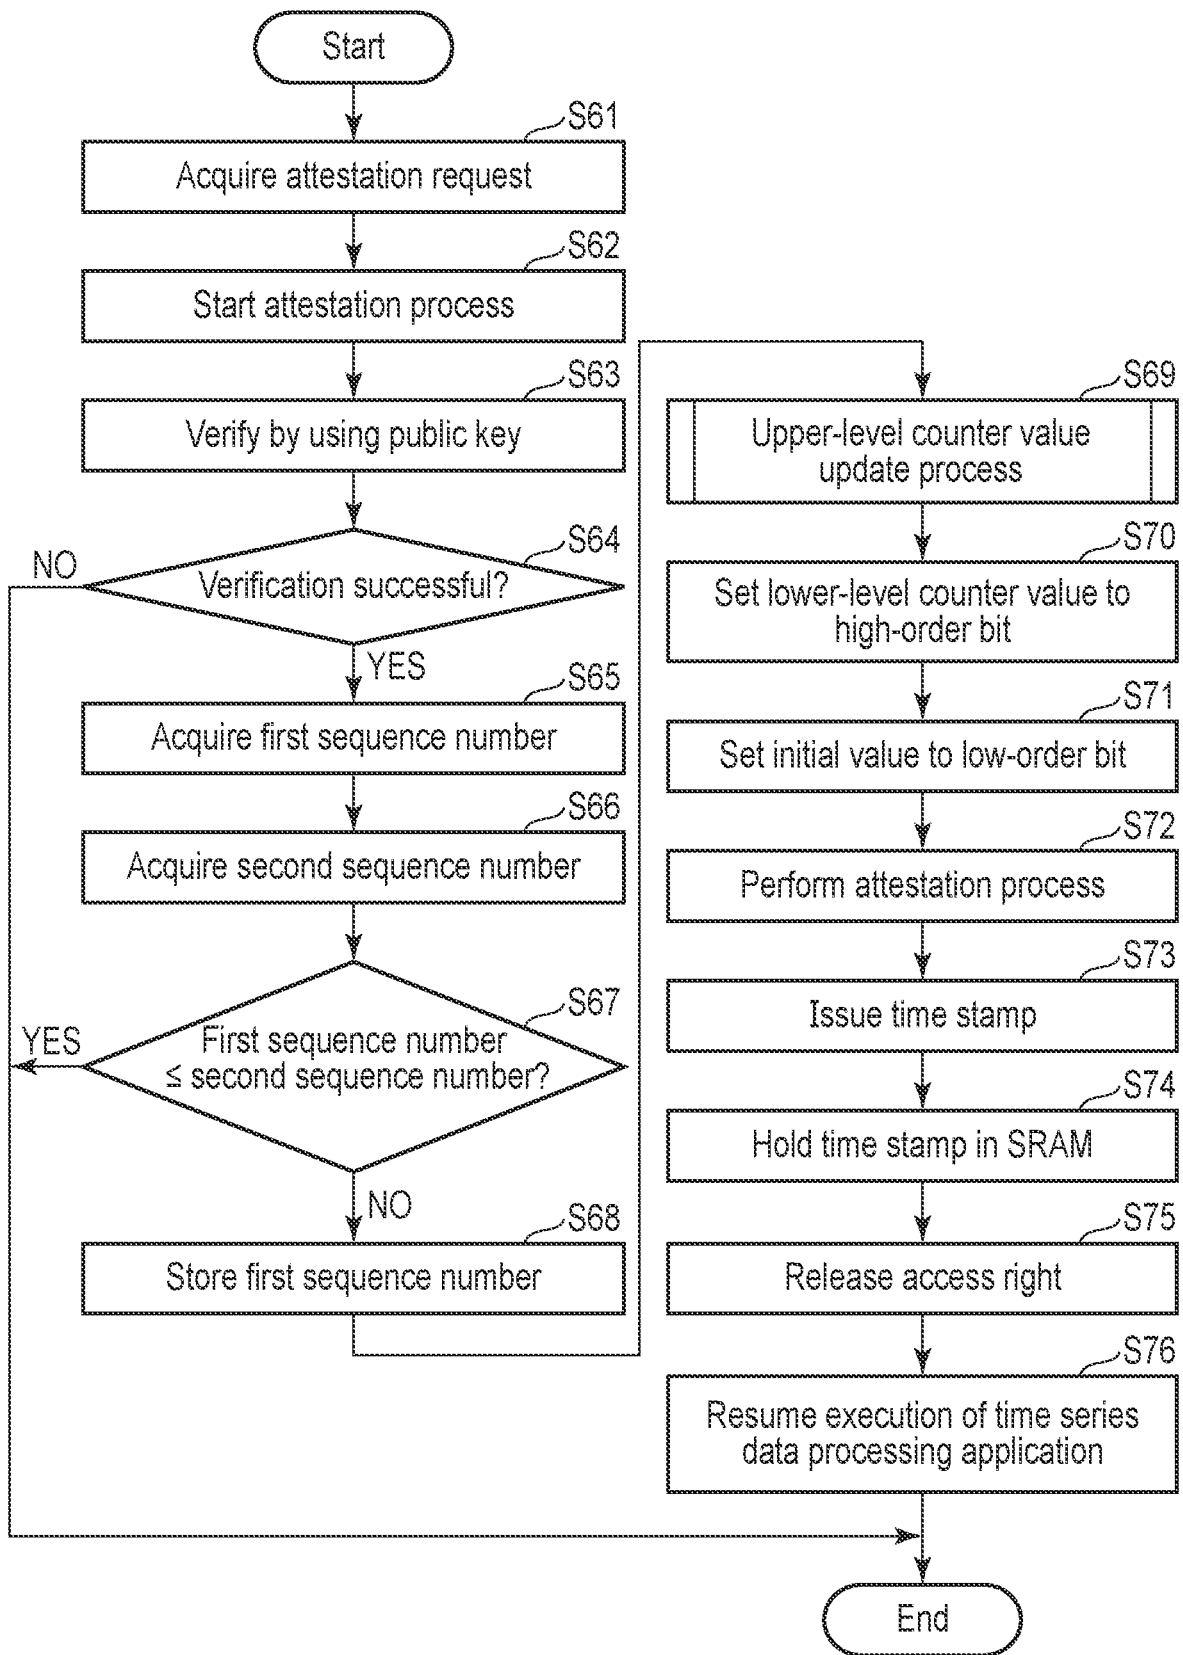 Start
S61
Acquire attestation request
S62
Start attestation process
S63
Verify by using public key
S64
NO
Verification successful?
YES
S65
Acquire first sequence number
S66
Acquire second sequence number
S67
YES
First sequence number
≤ second sequence number?
NO
S68
Store first sequence number
S69
Upper-level counter value
update process
S70
Set lower-level counter value to
high-order bit
S71
Set initial value to low-order bit
S72
Perform attestation process
S73
Issue time stamp
S74
Hold time stamp in SRAM
S75
Release access right
S76
Resume execution of time series
data processing application
End